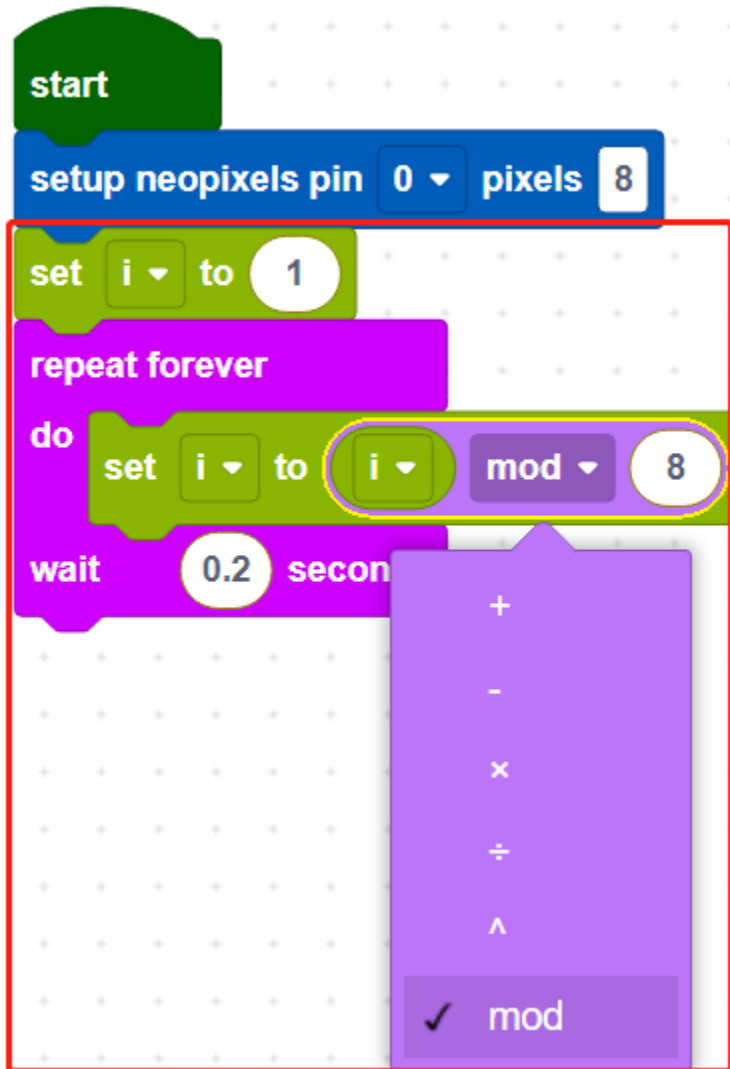 start
setup neopixels pin 0 pixels 8
set i to 1
repeat forever
do
set i to i mod 8
wait 0.2 secon
+
-
×
÷
^
✓ mod